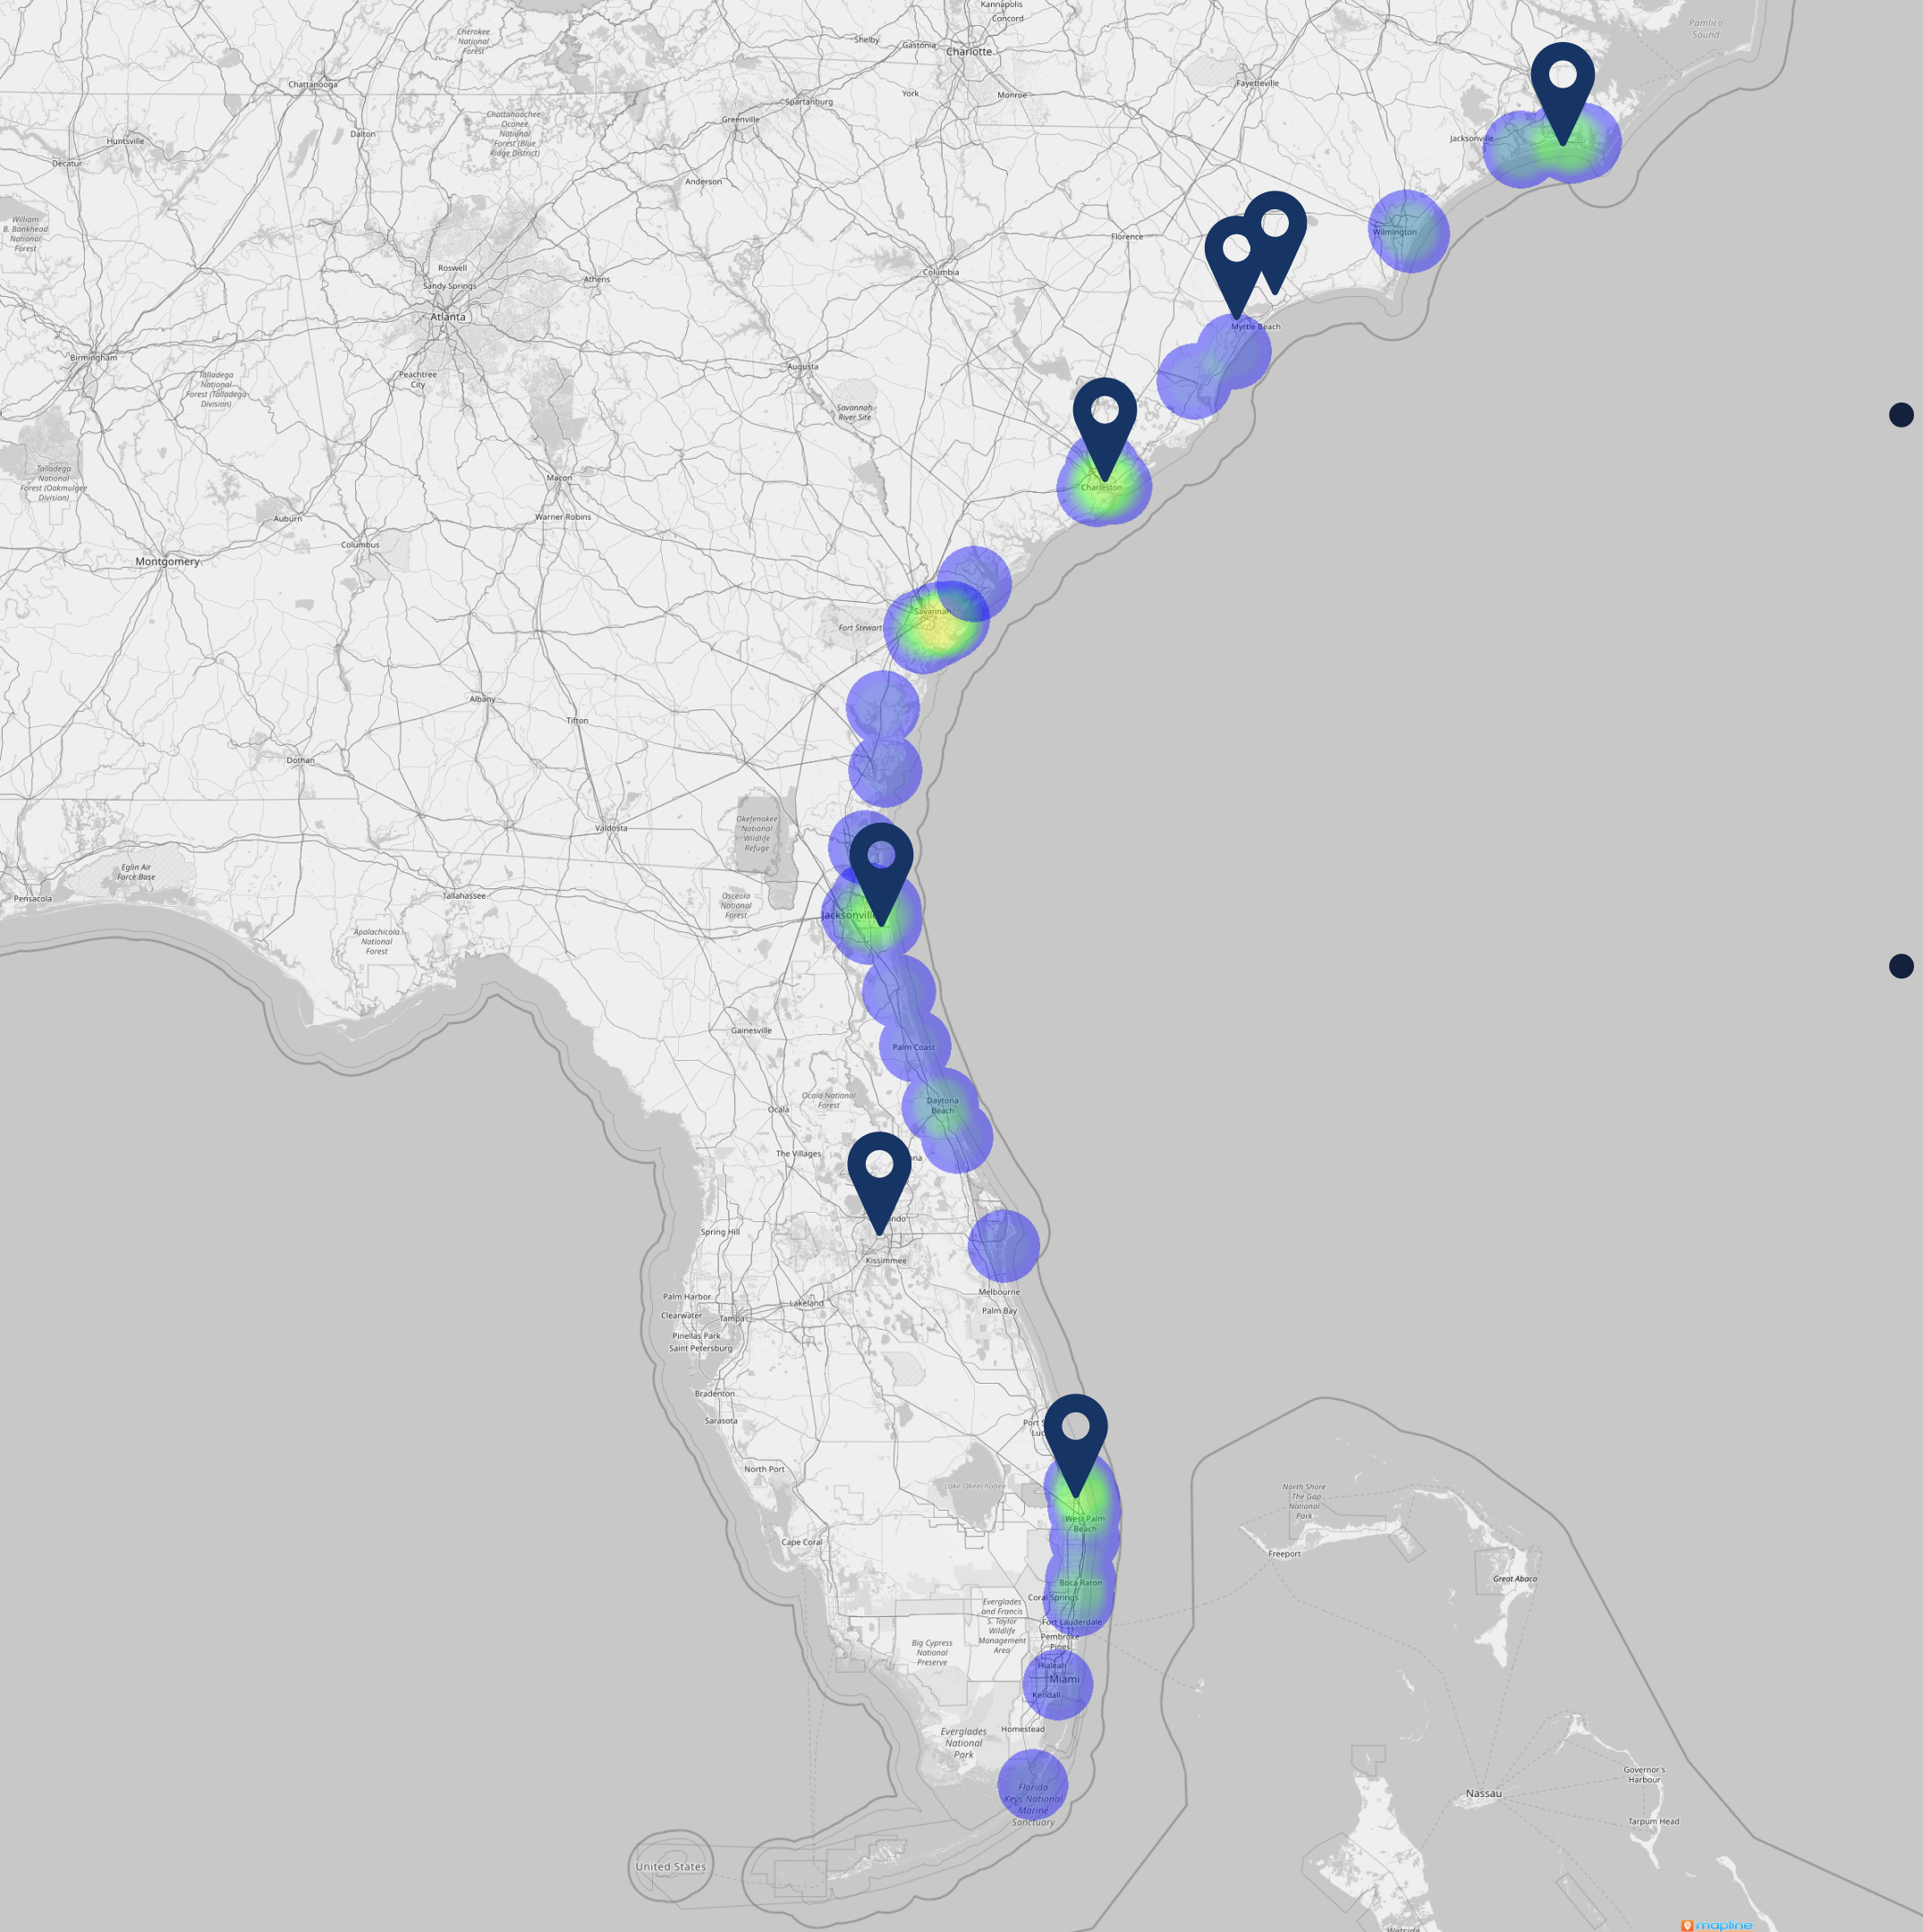 Kannapolis
Concord
Pamlico
Sound
Cherokee
National
Forest
Shelby
Gastonia
Charlotte
Chattanooga
Fayetteville
York
Monroe
Spartanburg
Greenville
Chattahoochee
Oconee
National
Forest (Blue
Ridge District)
Dalton
Huntsville
Decatur
Jacksonville
Anderson
William
B. Bankhead
National
Forest
Wilmington
Florence
Roswell
Sandy Springs
Athens
Columbia
Atlanta
Myrtle Beach
Birmingham
Augusta
Peachtree
City
Talladega
National
Forest (Talladega
Division)
Savannah
River Site
Talladega
National
Forest (Oakmulgee
Division)
Macon
Charleston
Warner Robins
Auburn
Columbus
Montgomery
Savannah
Fort Stewart
Albany
Tifton
Dothan
Okefenokee
National
Wildlife
Refuge
Valdosta
Eglin Air
Force Base
Pensacola
Tallahassee
Osceola
National
Forest
Jacksonville
Apalachicola
National
Forest
Gainesville
Palm Coast
Ocala National
Forest
Daytona
Beach
Ocala
The Villages
ona
ando
Spring Hill
Kissimmee
Melbourne
Palm Harbor
Lakeland
Palm Bay
Clearwater
Tampa
Pinellas Park
Saint Petersburg
Bradenton
Sarasota
Port S
Luc
North Port
Lake Okeechobee
North Shore
The Gap
National
Park
West Palm
Beach
Cape Coral
Freeport
Great Abaco
Boca Raton
Coral Springs
Everglades
and Francis
S. Taylor
Wildlife
Management
Area
Fort Lauderdale
Pembroke
Pines
Big Cypress
National
Preserve
Hialeah
Miami
Kendall
Homestead
Everglades
National
Park
Florida
Keys National
Marine
Sanctuary
Governor's
Harbour
Nassau
Tarpum Head
United States
mapline